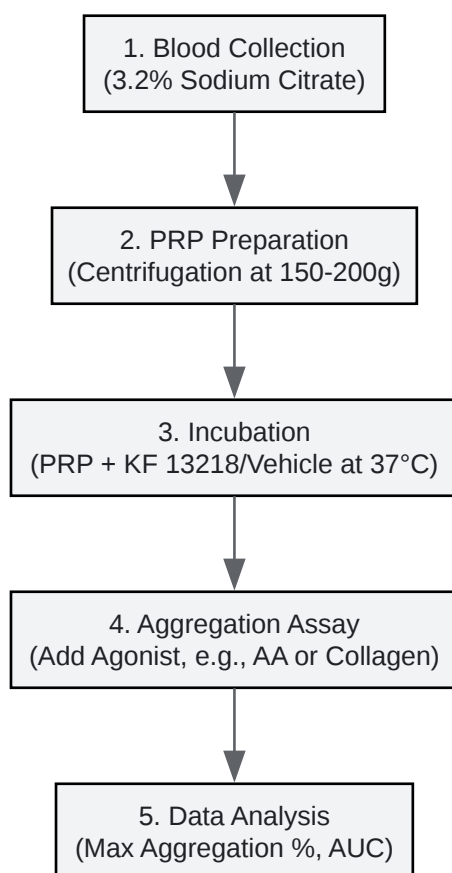 1. Blood Collection
(3.2% Sodium Citrate)
2. PRP Preparation
(Centrifugation at 150-200g)
3. Incubation
(PRP + KF 13218/Vehicle at 37°C)
4. Aggregation Assay
(Add Agonist, e.g., AA or Collagen)
5. Data Analysis
(Max Aggregation %, AUC)